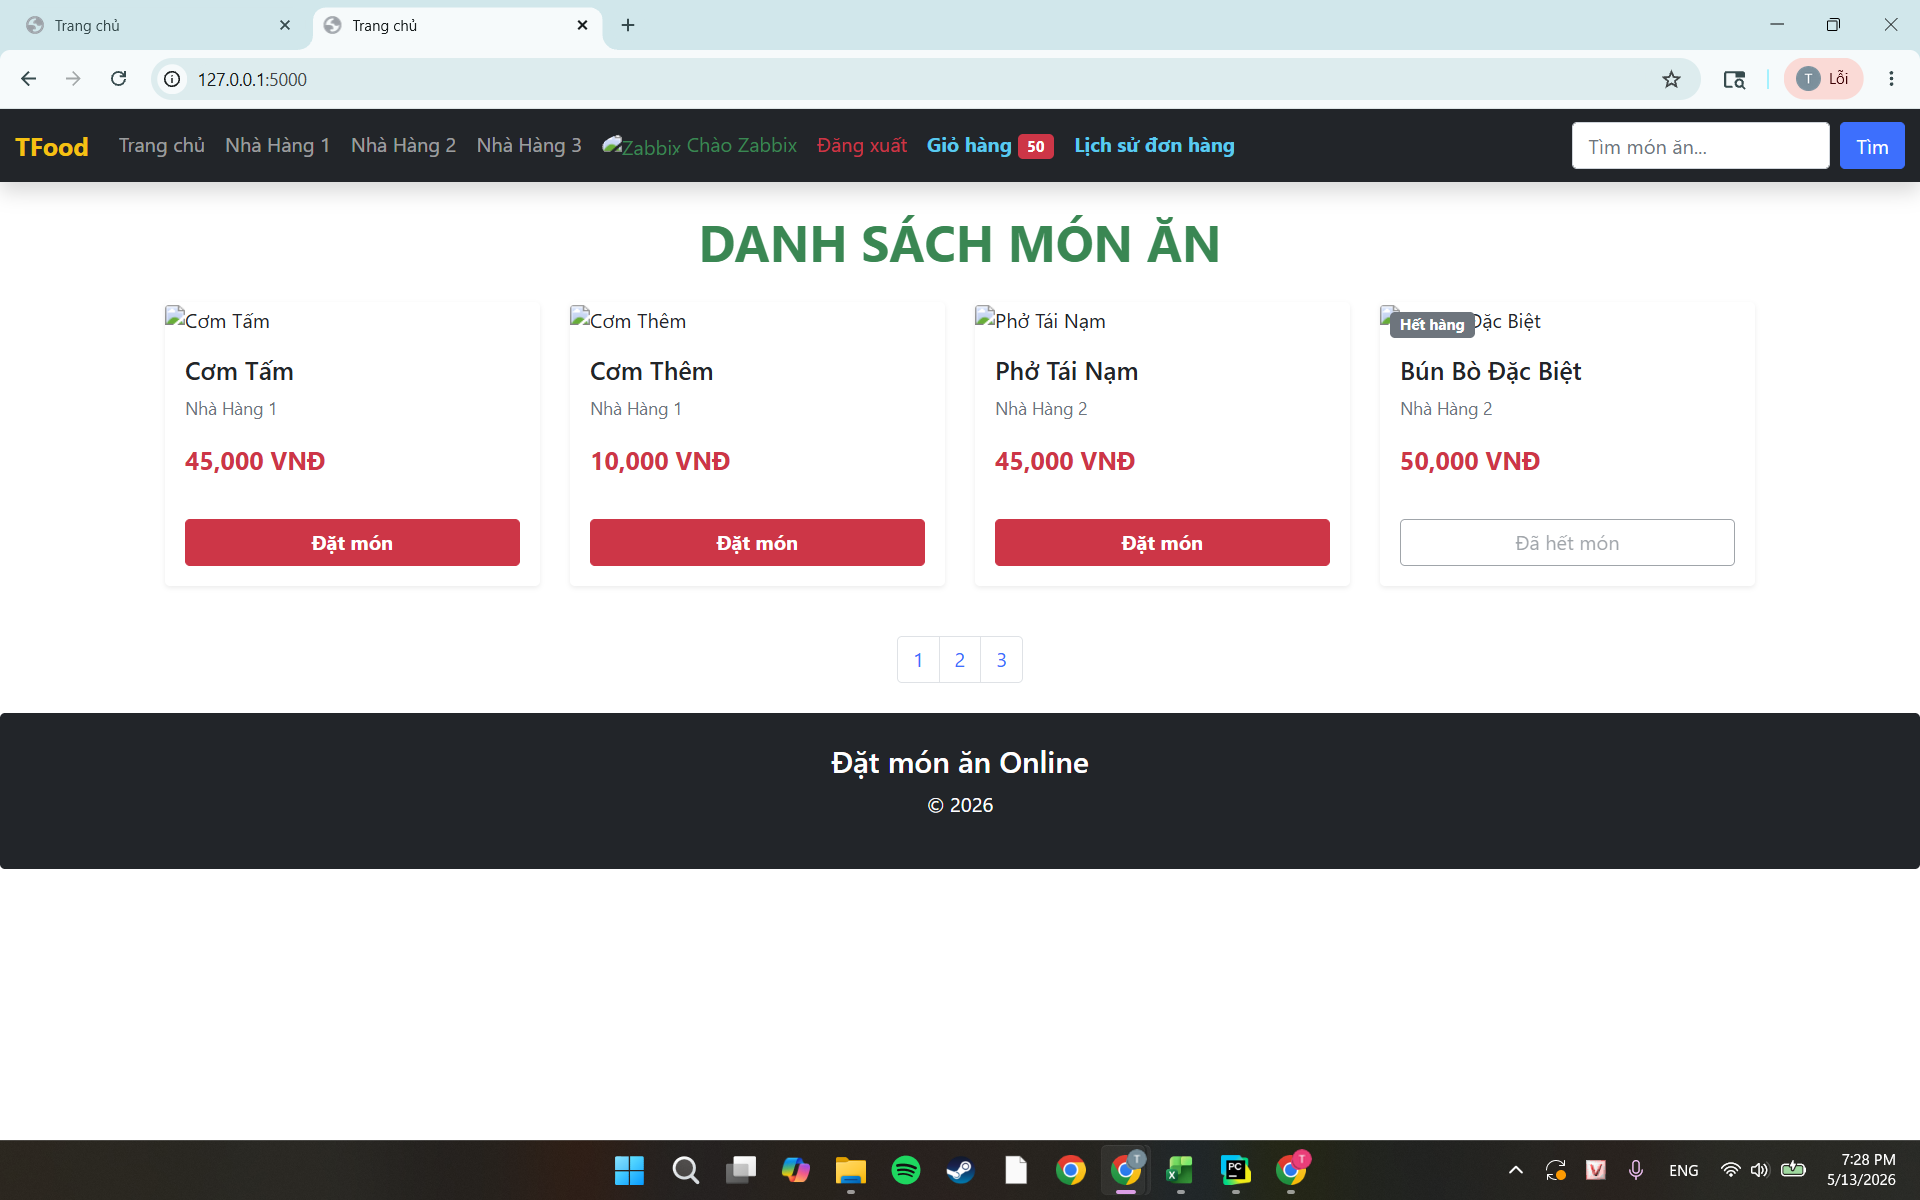 Trang chủ
Trang chủ
127.0.0.1:5000
T Lỗi
TFood Trang chủ Nhà Hàng 1 Nhà Hàng 2 Nhà Hàng 3 Zabbix Chào Zabbix Đăng xuất Giỏ hàng 50 Lịch sử đơn hàng Tìm món ăn... Tìm
DANH SÁCH MÓN ĂN
Cơm Tấm
Cơm Tấm
Nhà Hàng 1
45,000 VNĐ
Đặt món
Cơm Thêm
Cơm Thêm
Nhà Hàng 1
10,000 VNĐ
Đặt món
Phở Tái Nạm
Phở Tái Nạm
Nhà Hàng 2
45,000 VNĐ
Đặt món
Hết hàng Đặc Biệt
Bún Bò Đặc Biệt
Nhà Hàng 2
50,000 VNĐ
Đã hết món
1 2 3
Đặt món ăn Online
© 2026
T
PC
T
V
ENG
7:28 PM
5/13/2026